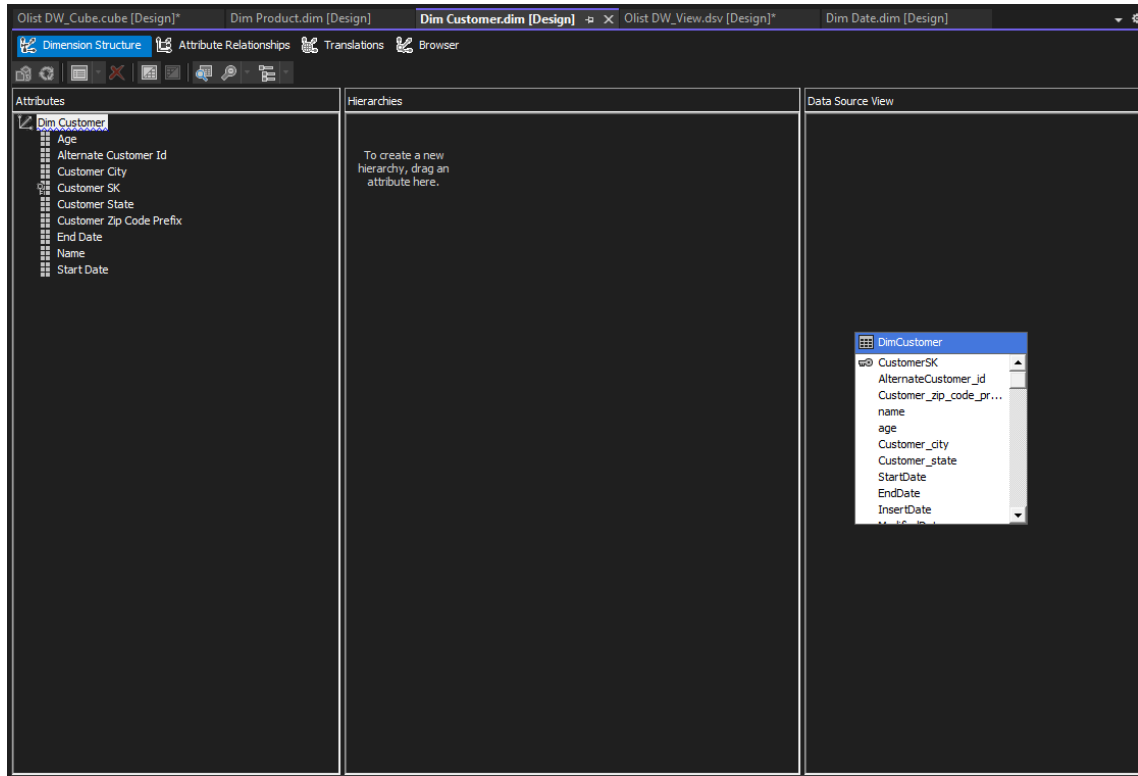 Olist DW_Cube.cube [Design]* Dim Product.dim [Design] Dim Customer.dim [Design] Olist DW_View.dsv [Design]* Dim Date.dim [Design]
Dimension Structure Attribute Relationships Translations Browser
Attributes
Dim Customer
Age
Alternate Customer Id
Customer City
Customer SK
Customer State
Customer Zip Code Prefix
End Date
Name
Start Date
Hierarchies
To create a new
hierarchy, drag an
attribute here.
Data Source View
DimCustomer
CustomerSK
AlternateCustomer_id
Customer_zip_code_pr...
name
age
Customer_city
Customer_state
StartDate
EndDate
InsertDate